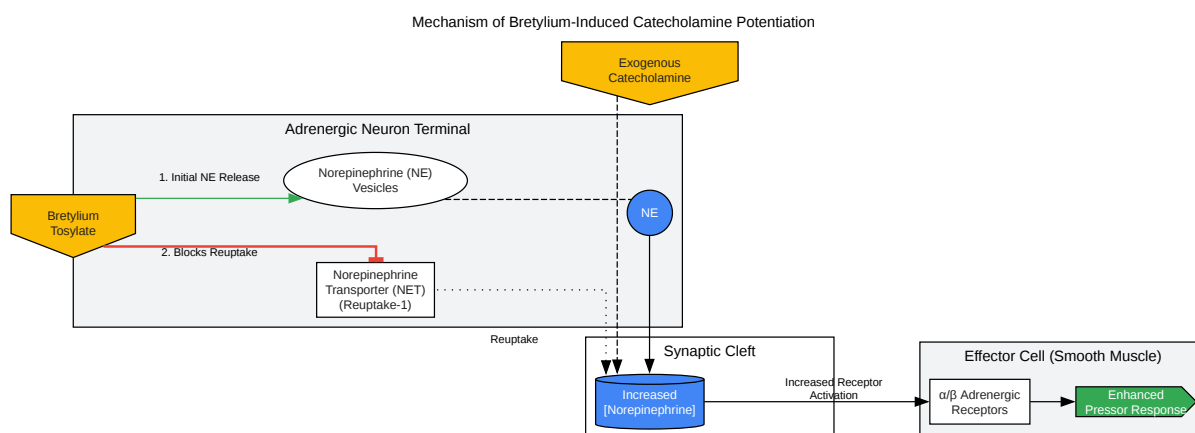 Mechanism of Bretylium-Induced Catecholamine Potentiation
Exogenous
Catecholamine
Adrenergic Neuron Terminal
1. Initial NE Release
Norepinephrine (NE)
Vesicles
NE
Bretylium
Tosylate
2. Blocks Reuptake
Norepinephrine
Transporter (NET)
(Reuptake-1)
Reuptake
Synaptic Cleft
Increased
[Norepinephrine]
Increased Receptor
Activation
Effector Cell (Smooth Muscle)
α/β Adrenergic
Receptors
Enhanced
Pressor Response